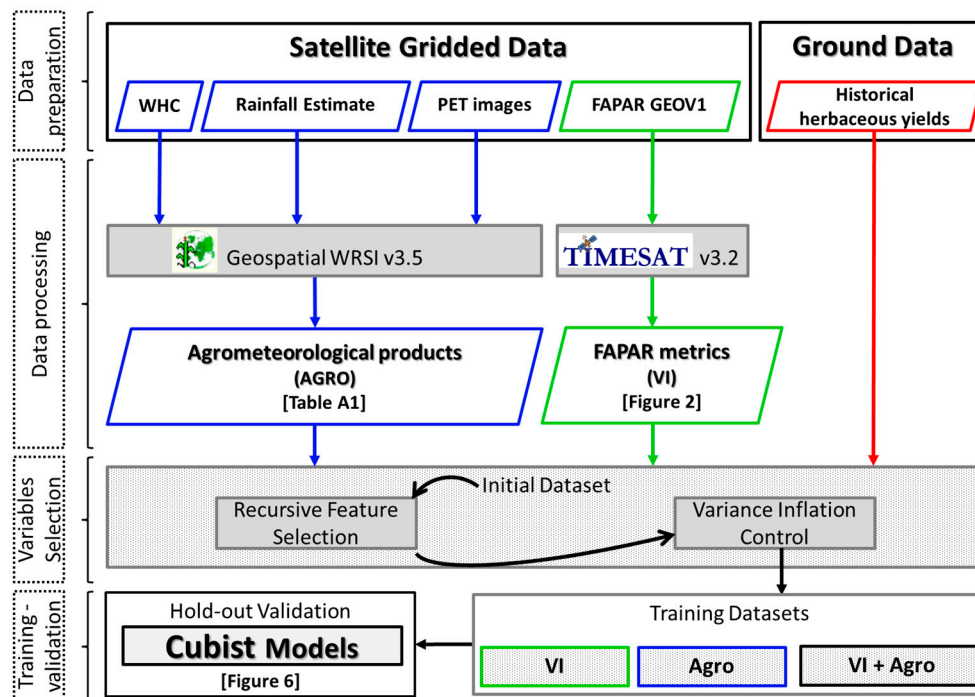 Data preparation
Satellite Gridded Data
Ground Data
WHC
Rainfall Estimate
PET images
FAPAR GEOV1
Historical
herbaceous yields
Data processing
Geospatial WRSI v3.5
TIMESAT v3.2
Agrometeorological products
(AGRO)
[Table A1]
FAPAR metrics
(VI)
[Figure 2]
Variables
Selection
Initial Dataset
Recursive Feature
Selection
Variance Inflation
Control
Training -
validation
Hold-out Validation
Cubist Models
[Figure 6]
Training Datasets
VI
Agro
VI + Agro